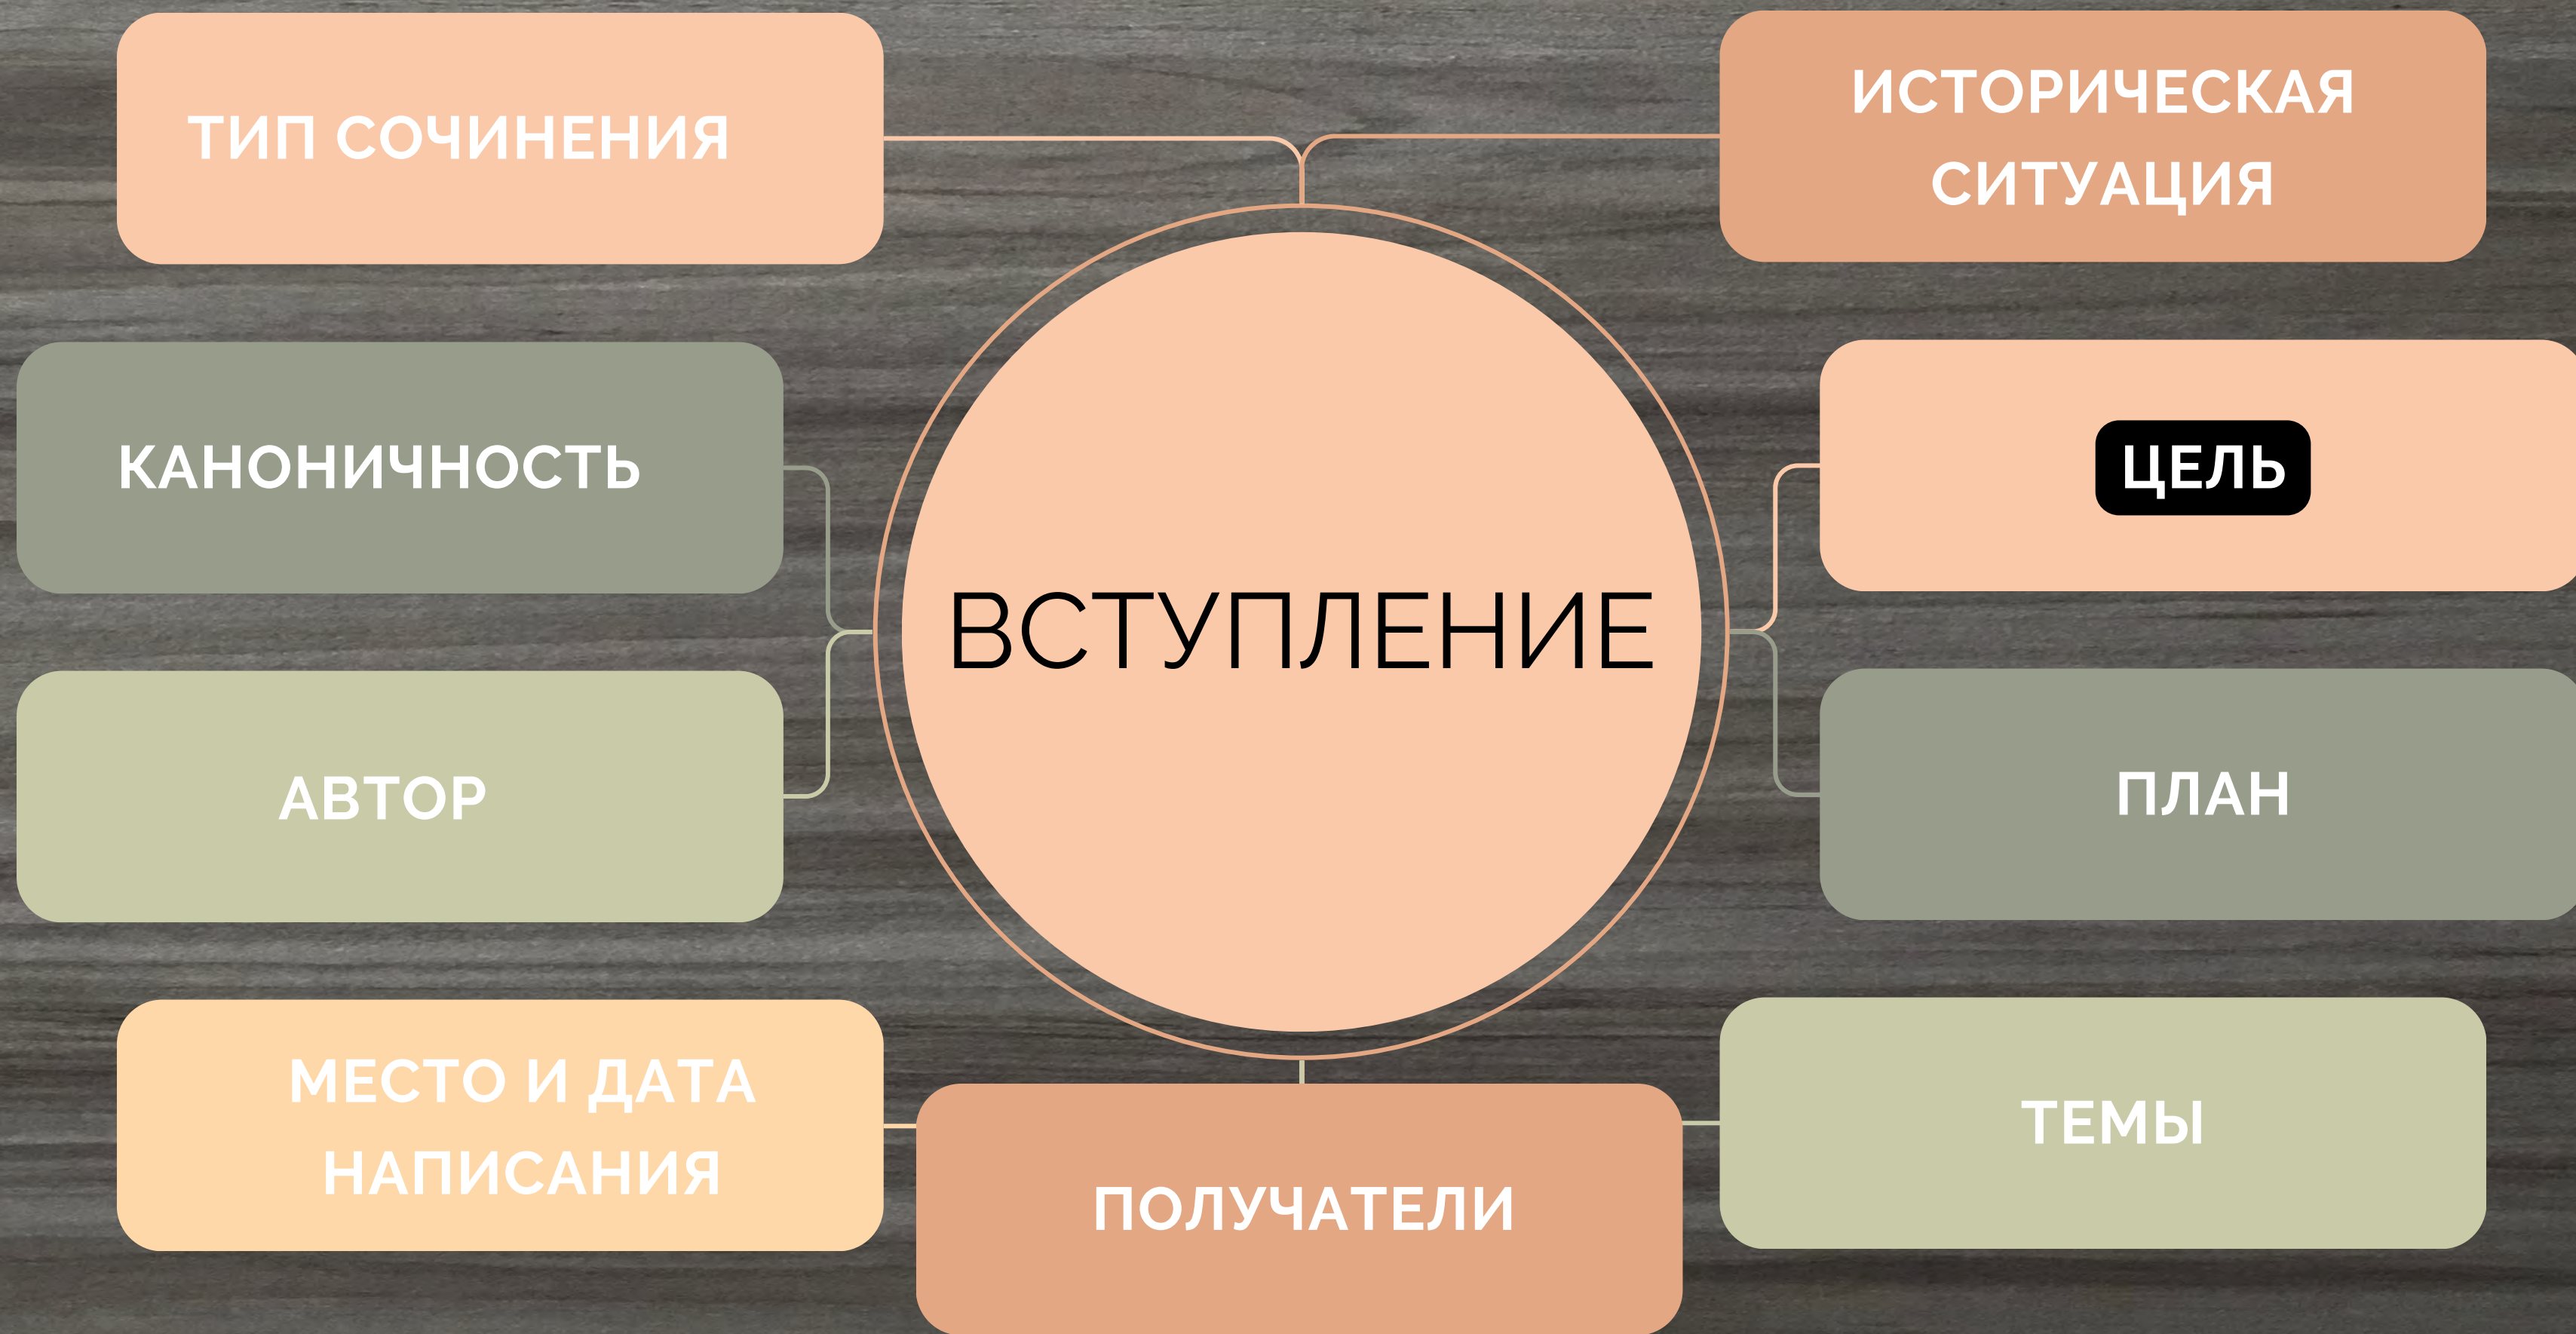 ТИП СОЧИНЕНИЯ
ИСТОРИЧЕСКАЯ
СИТУАЦИЯ
КАНОНИЧНОСТЬ
ЦЕЛЬ
ВСТУПЛЕНИЕ
АВТОР
ПЛАН
МЕСТО И ДАТА
НАПИСАНИЯ
ПОЛУЧАТЕЛИ
ТЕМЫ